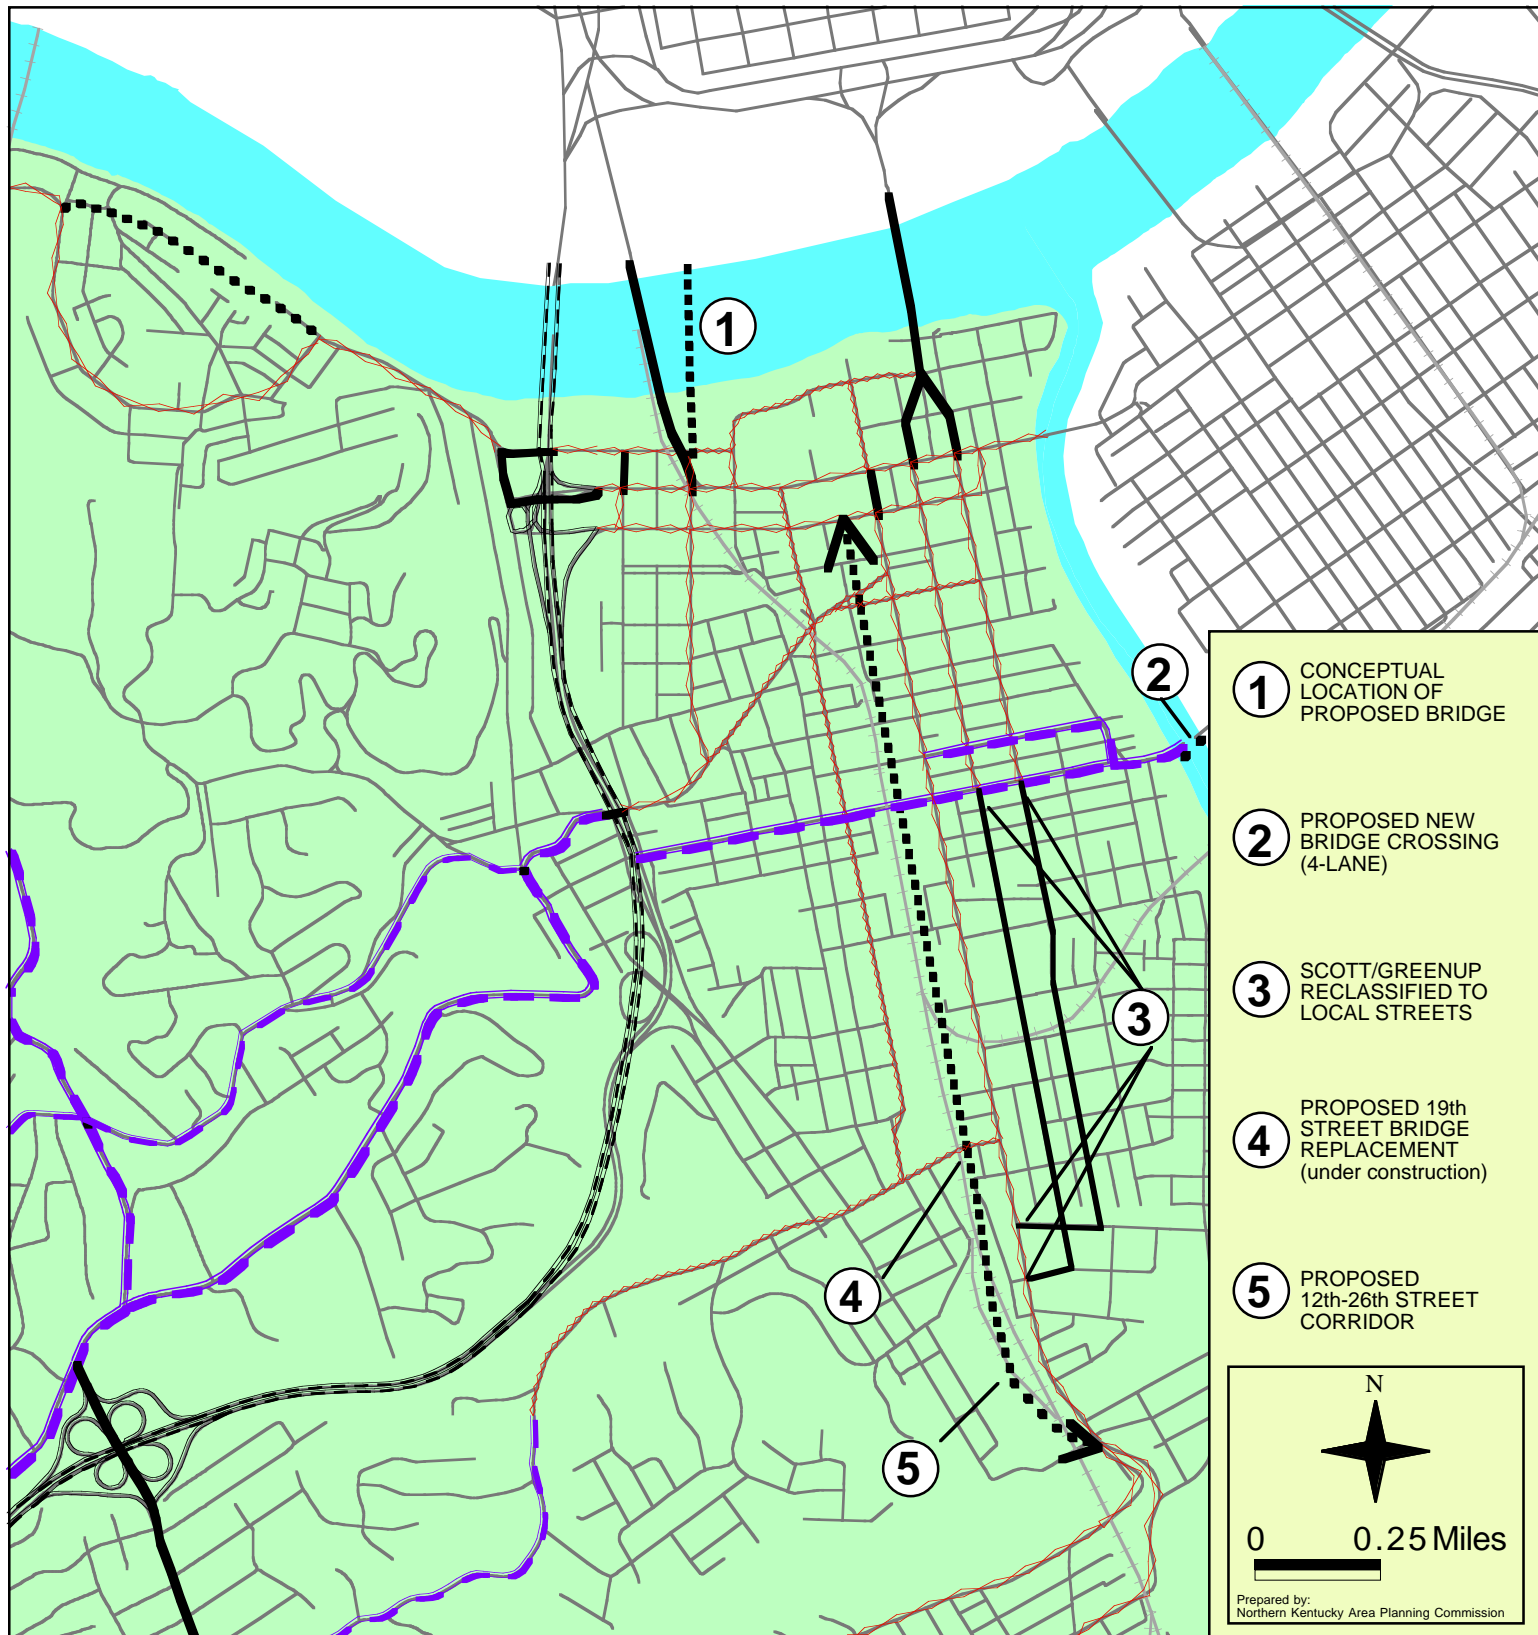 1
2
3
4
5
1 CONCEPTUAL
LOCATION OF
PROPOSED BRIDGE
2 PROPOSED NEW
BRIDGE CROSSING
(4-LANE)
3 SCOTT/GREENUP
RECLASSIFIED TO
LOCAL STREETS
4 PROPOSED 19th
STREET BRIDGE
REPLACEMENT
(under construction)
5 PROPOSED
12th-26th STREET
CORRIDOR
N
0 0.25 Miles
Prepared by:
Northern Kentucky Area Planning Commission